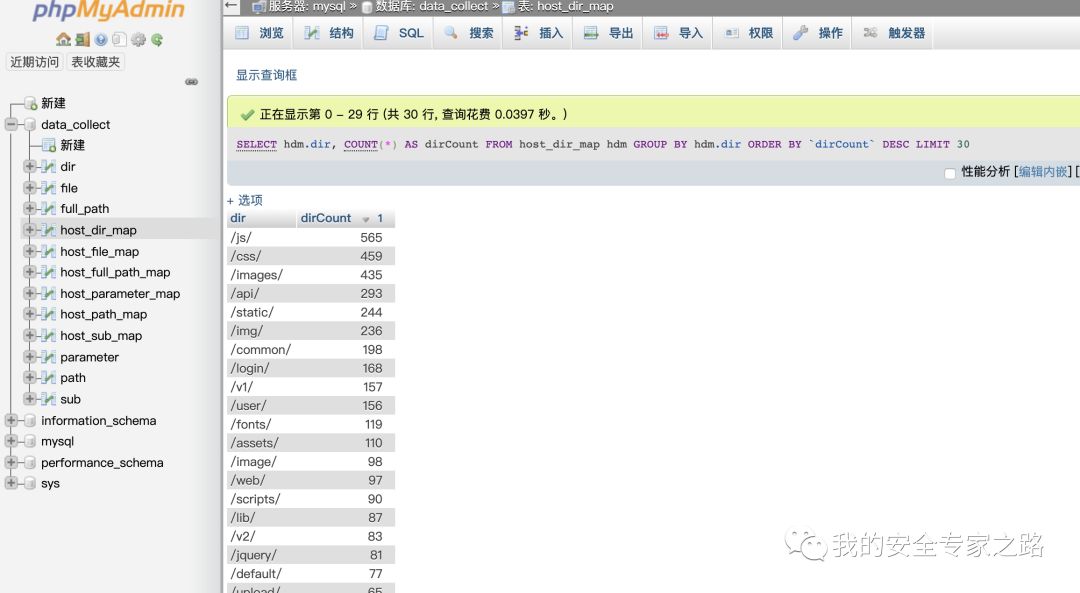 phpMyAdmin
近期访问 表收藏夹
新建
data_collect
新建
dir
file
full_path
host_dir_map
host_file_map
host_full_path_map
host_parameter_map
host_path_map
host_sub_map
parameter
path
sub
information_schema
mysql
performance_schema
sys
服务器: mysql » 数据库: data_collect » 表: host_dir_map
浏览 结构 SQL 搜索 插入 导出 导入 权限 操作 触发器
显示查询框
正在显示第 0 - 29 行 (共 30 行, 查询花费 0.0397 秒。)
SELECT hdm.dir, COUNT(*) AS dirCount FROM host_dir_map hdm GROUP BY hdm.dir ORDER BY `dirCount` DESC LIMIT 30
性能分析 [编辑内嵌] [
+ 选项
dir dirCount 1
/js/ 565
/css/ 459
/images/ 435
/api/ 293
/static/ 244
/img/ 236
/common/ 198
/login/ 168
/v1/ 157
/user/ 156
/fonts/ 119
/assets/ 110
/image/ 98
/web/ 97
/scripts/ 90
/lib/ 87
/v2/ 83
/jquery/ 81
/default/ 77
/upload/ 65
我的安全专家之路